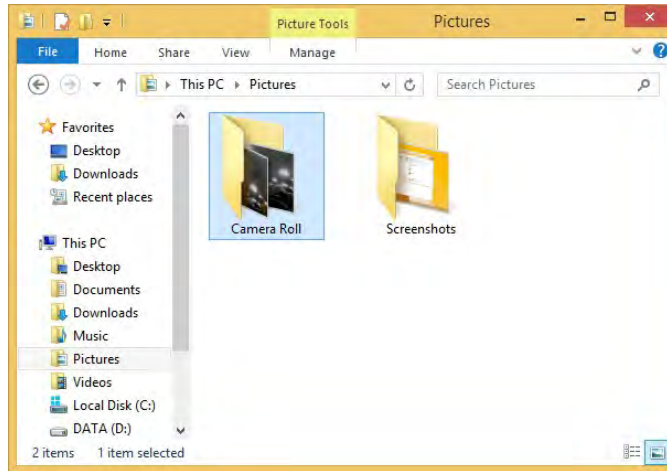 Picture Tools
Pictures
File
Home
Share
View
Manage
This PC
Pictures
Search Pictures
Favorites
Desktop
Downloads
Recent places
This PC
Desktop
Documents
Downloads
Music
Pictures
Videos
Local Disk (C:)
DATA (D:)
Camera Roll
Screenshots
2 items
1 item selected